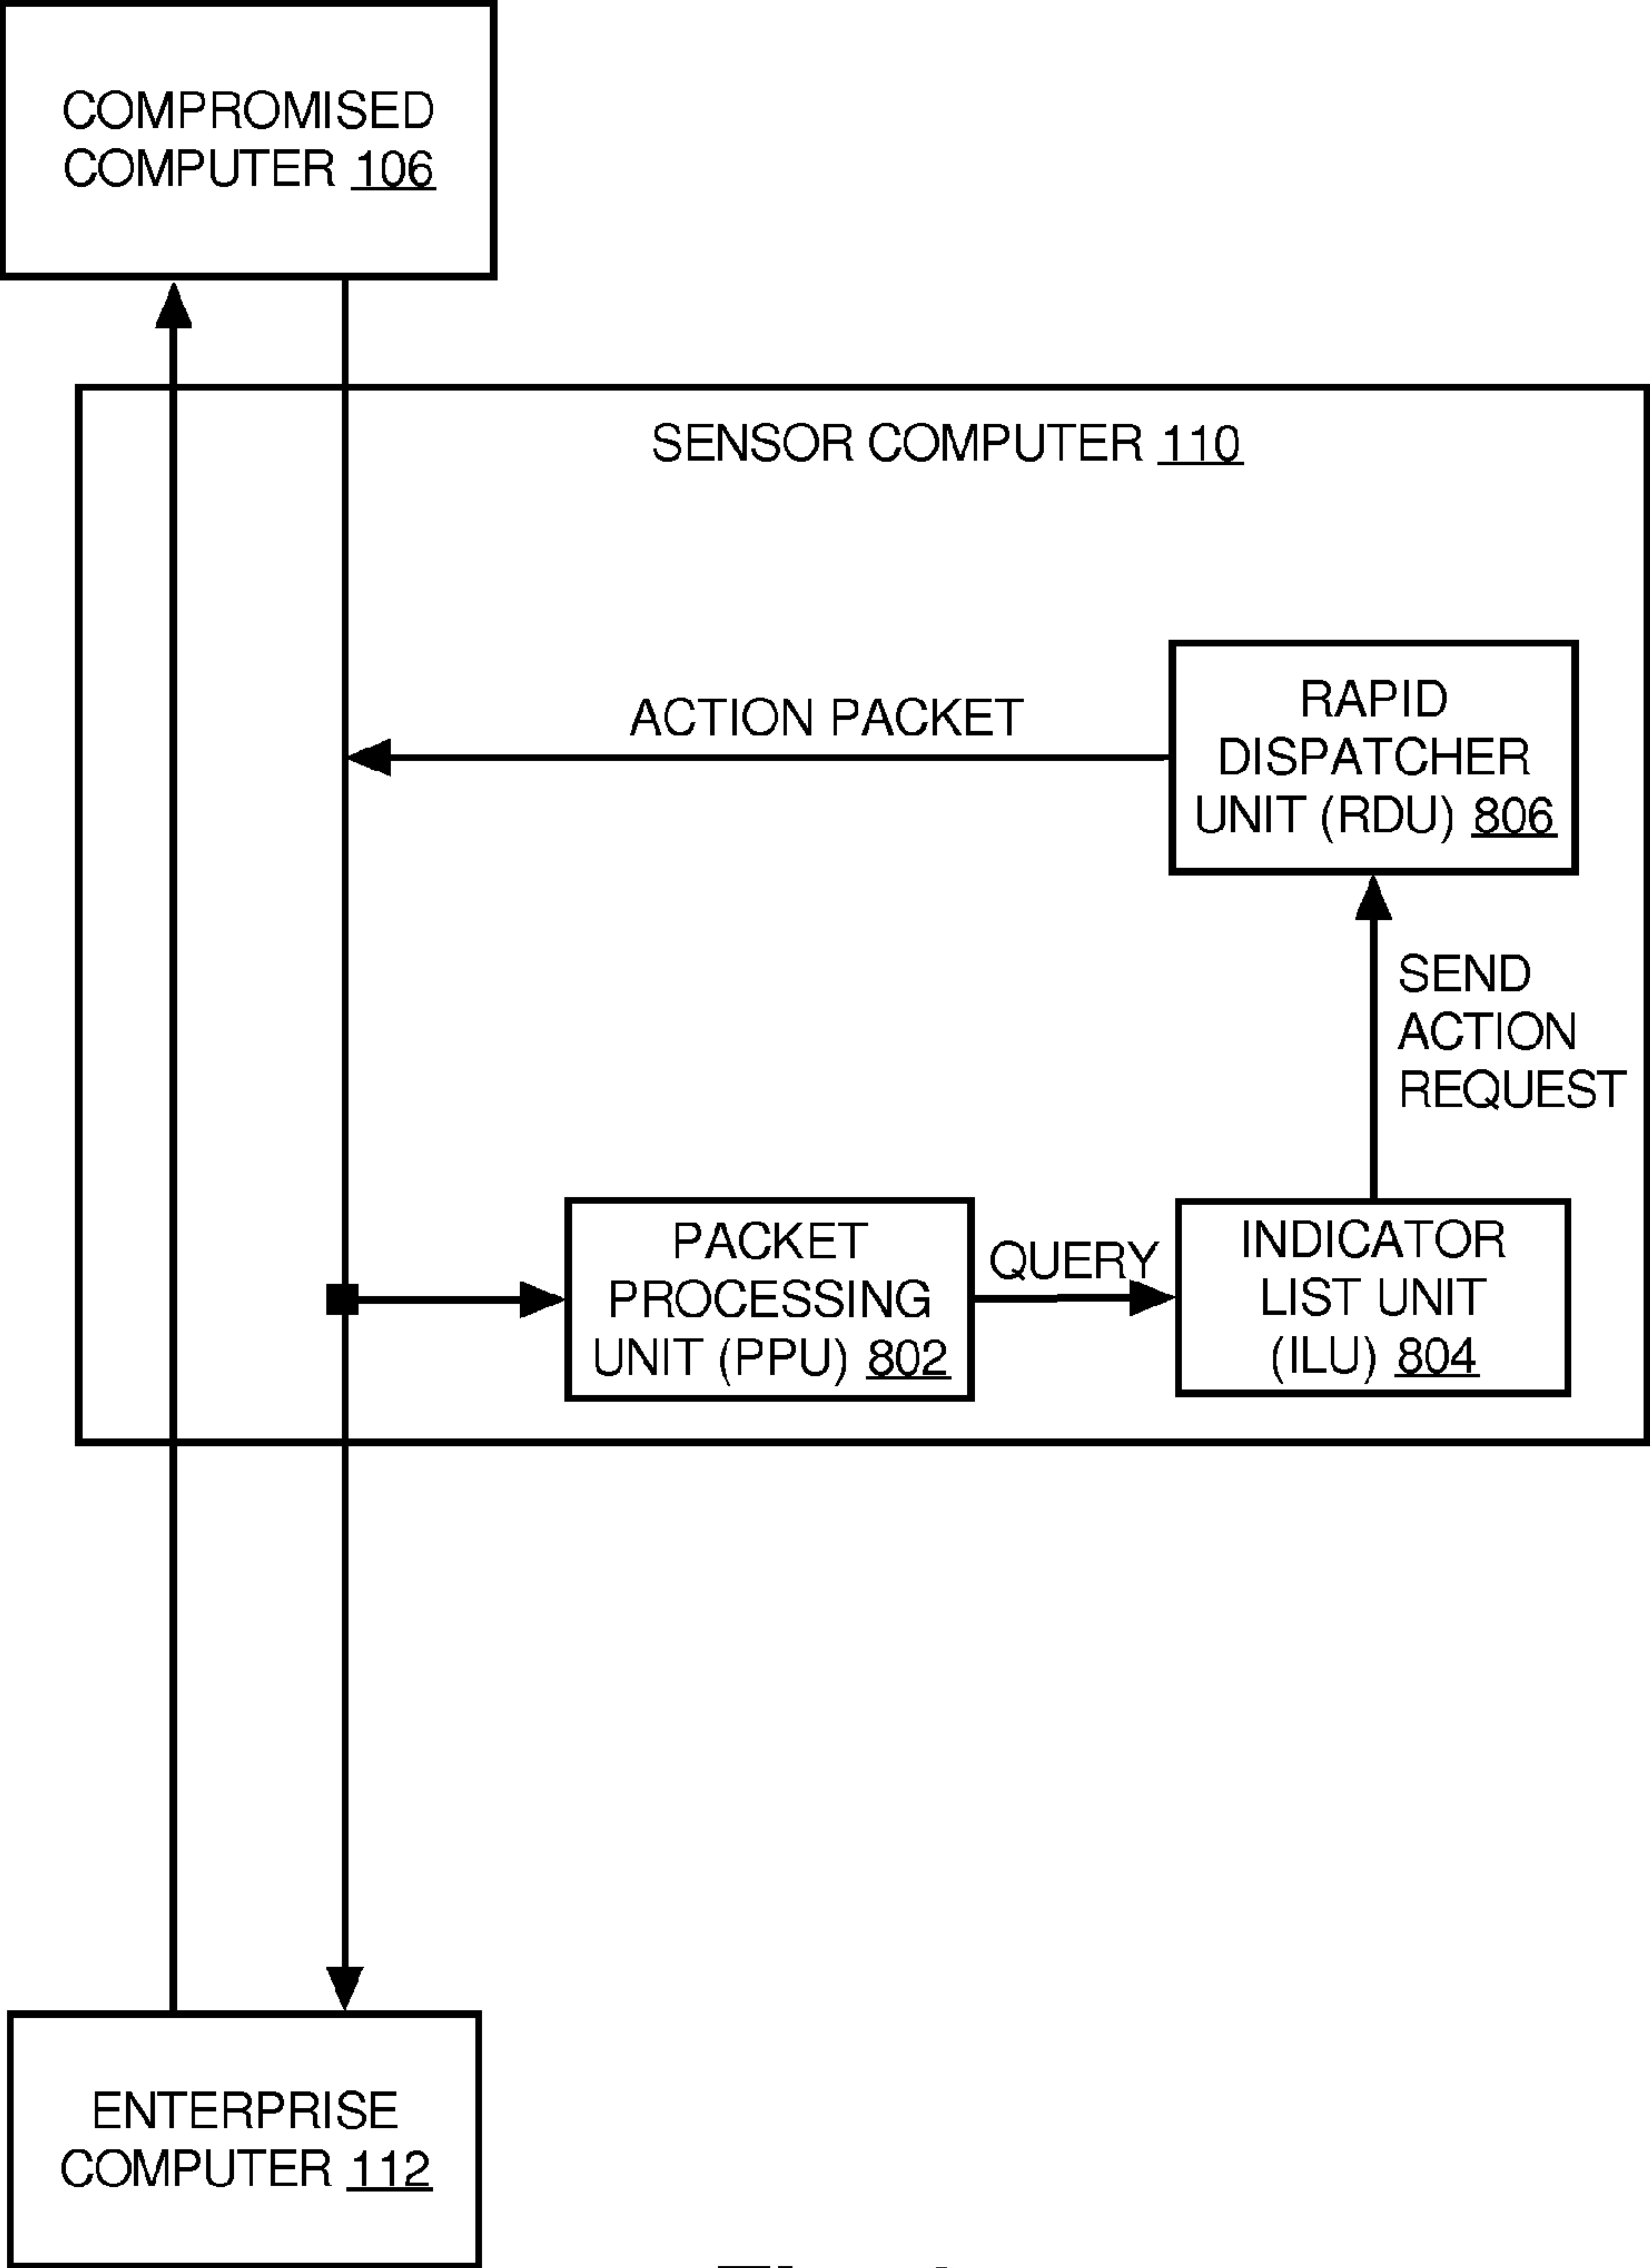 COMPROMISED
COMPUTER 106
SENSOR COMPUTER 110
RAPID
DISPATCHER
UNIT (RDU) 806
ACTION PACKET
SEND
ACTION
REQUEST
PACKET
PROCESSING
UNIT (PPU) 802
QUERY
INDICATOR
LIST UNIT
(ILU) 804
ENTERPRISE
COMPUTER 112